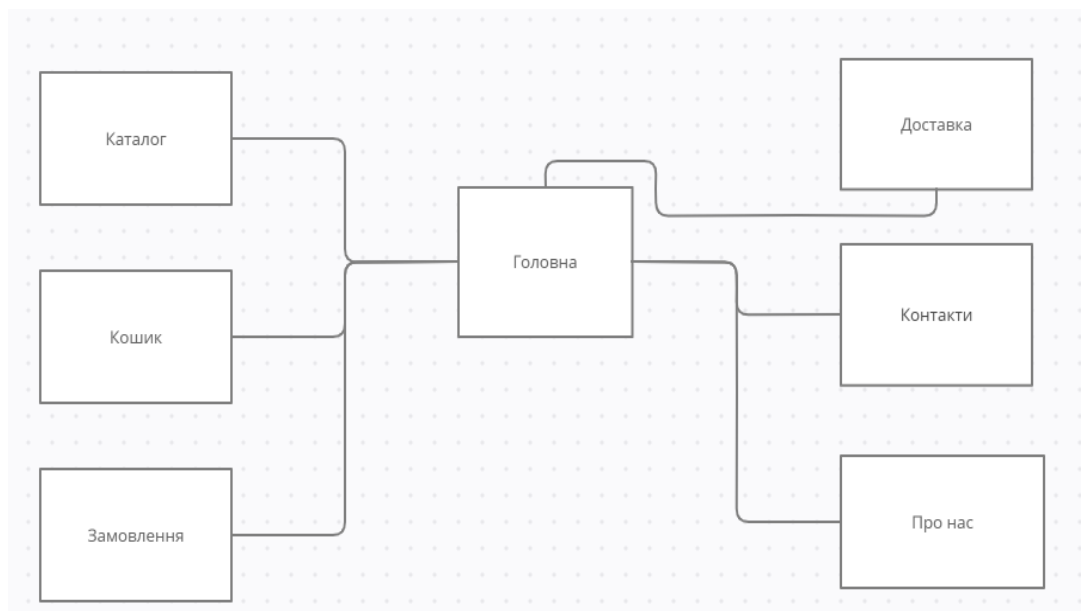 Каталог
Кошик
Замовлення
Головна
Доставка
Контакти
Про нас